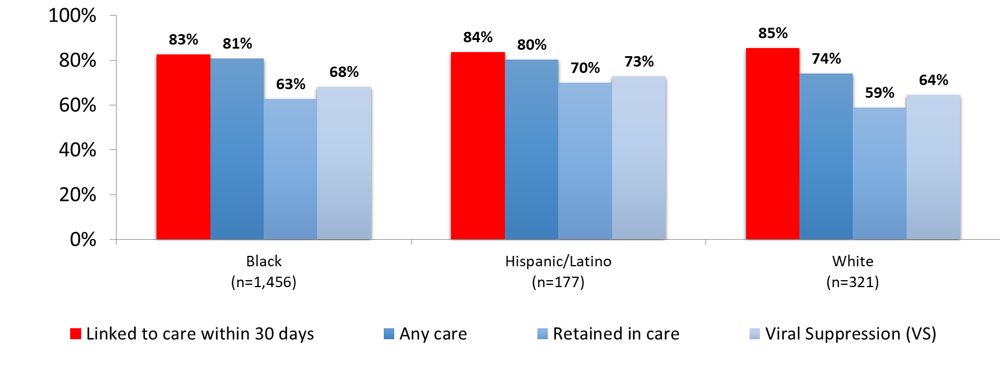 100%
80%
60%
40%
20%
0%
83%
81%
63%
68%
84%
80%
70%
73%
85%
74%
59%
64%
Black
(n=1,456)
Hispanic/Latino
(n=177)
White
(n=321)
Linked to care within 30 days
Any care
Retained in care
Viral Suppression (VS)